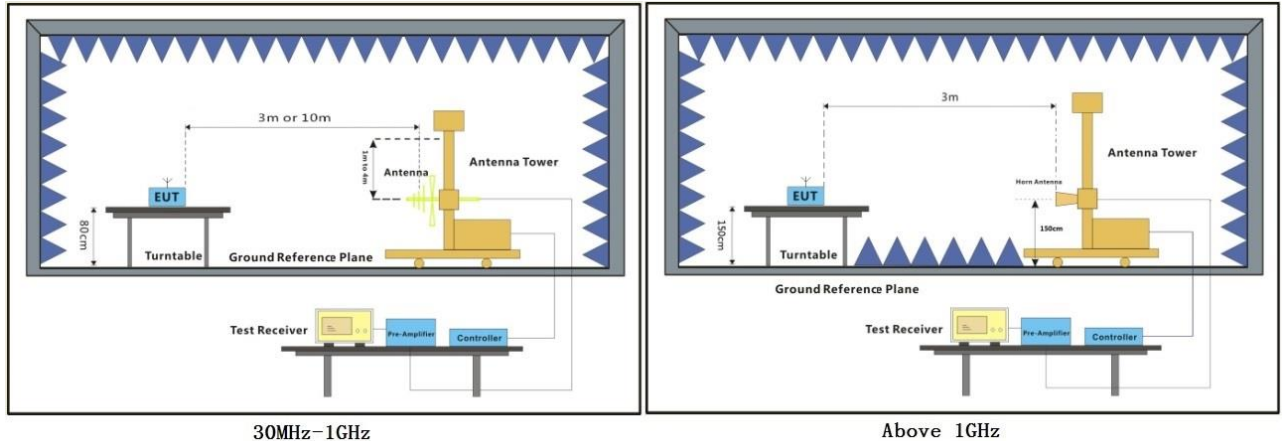 3m or 10m
1m to 4m
Antenna
Antenna Tower
EUT
80cm
Turntable
Ground Reference Plane
Test Receiver
Pre-Amplifier
Controller
30MHz-1GHz
3m
Antenna Tower
Horn Antenna
EUT
150cm
150cm
Turntable
Ground Reference Plane
Test Receiver
Pre-Amplifier
Controller
Above 1GHz